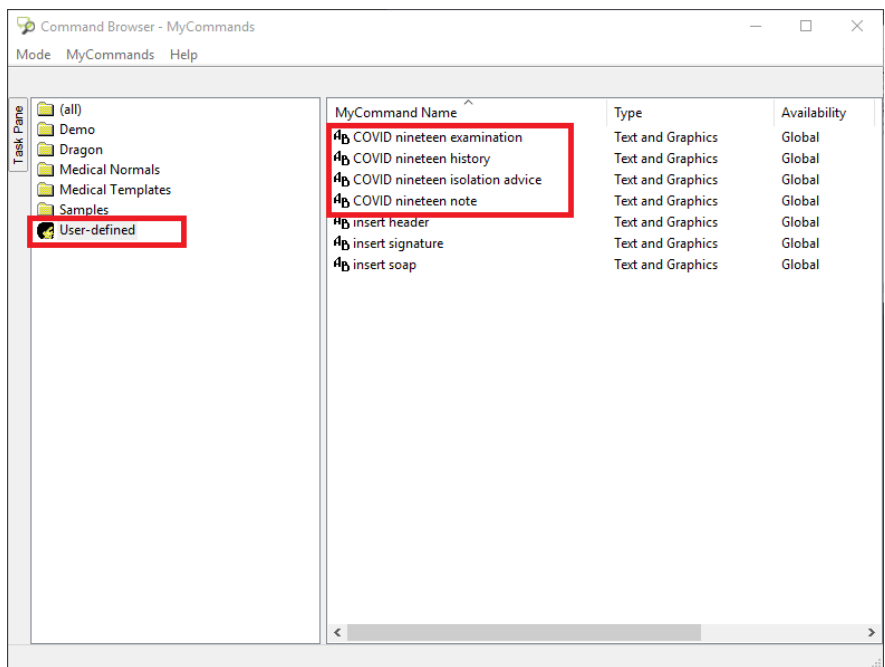 Command Browser - MyCommands
Mode MyCommands Help
Task Pane
(all)
Demo
Dragon
Medical Normals
Medical Templates
Samples
User-defined
MyCommand Name Type Availability
COVID nineteen examination Text and Graphics Global
COVID nineteen history Text and Graphics Global
COVID nineteen isolation advice Text and Graphics Global
COVID nineteen note Text and Graphics Global
insert header Text and Graphics Global
insert signature Text and Graphics Global
insert soap Text and Graphics Global